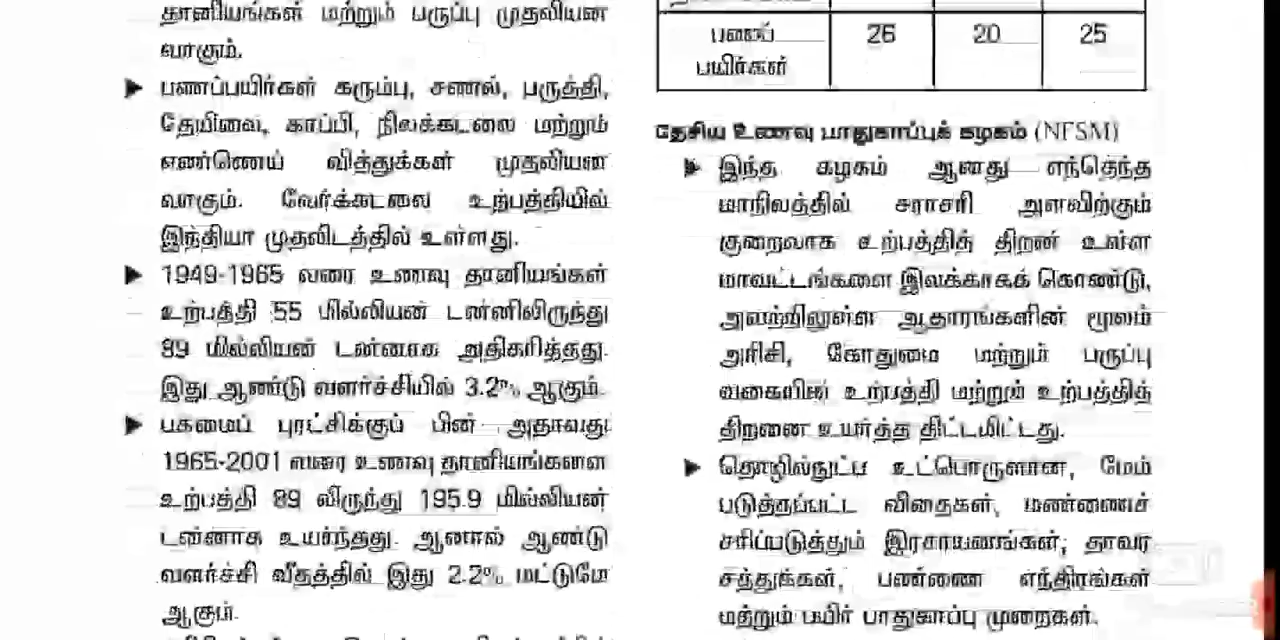 தானியங்கள் மற்றும் பருப்பு முதலியன
வாகும்.
➤ பணப்பயிர்கள் கரும்பு, சணல், பருத்தி,
தேயிலை, காப்பி, நிலக்கடலை மற்றும்
எண்ணெய் வித்துக்கள் முதலியன
வாகும். வேர்க்கடலை உற்பத்தியில்
இந்தியா முதலிடத்தில் உள்ளது.
➤ 1949-1965 வரை உணவு தானியங்கள்
உற்பத்தி 55 மில்லியன் டன்னிலிருந்து
89 மில்லியன் டன்னாக அதிகரித்தது.
இது ஆண்டு வளர்ச்சியில் 3.2% ஆகும்.
➤ பசுமைப் புரட்சிக்குப் பின் அதாவது
1965-2001 வரை உணவு தானியங்களை
உற்பத்தி 89 லிருந்து 195.9 மில்லியன்
டன்னாக உயர்ந்தது. ஆனால் ஆண்டு
வளர்ச்சி வீதத்தில் இது 2.2% மட்டுமே
ஆகும்.
பணப் 26 20 25
பயிர்கள்
தேசிய உணவு பாதுகாப்புக் கழகம் (NFSM)
➤ இந்த கழகம் ஆனது எந்தெந்த
மாநிலத்தில் சராசரி அளவிற்கும்
குறைவாக உற்பத்தித் திறன் உள்ள
மாவட்டங்களை இலக்காகக் கொண்டு,
அவற்றிலுள்ள ஆதாரங்களின் மூலம்
அரிசி, கோதுமை மற்றும் பருப்பு
வகையின் உற்பத்தி மற்றும் உற்பத்தித்
திறனை உயர்த்த திட்டமிட்டது.
➤ தொழில்நுட்ப உட்பொருளான, மேம்
படுத்தப்பட்ட விதைகள், மண்ணைச்
சரிப்படுத்தும் இரசாயனங்கள், தாவர
சத்துக்கள், பண்ணை எந்திரங்கள்
மற்றும் பயிர் பாதுகாப்பு முறைகள்.